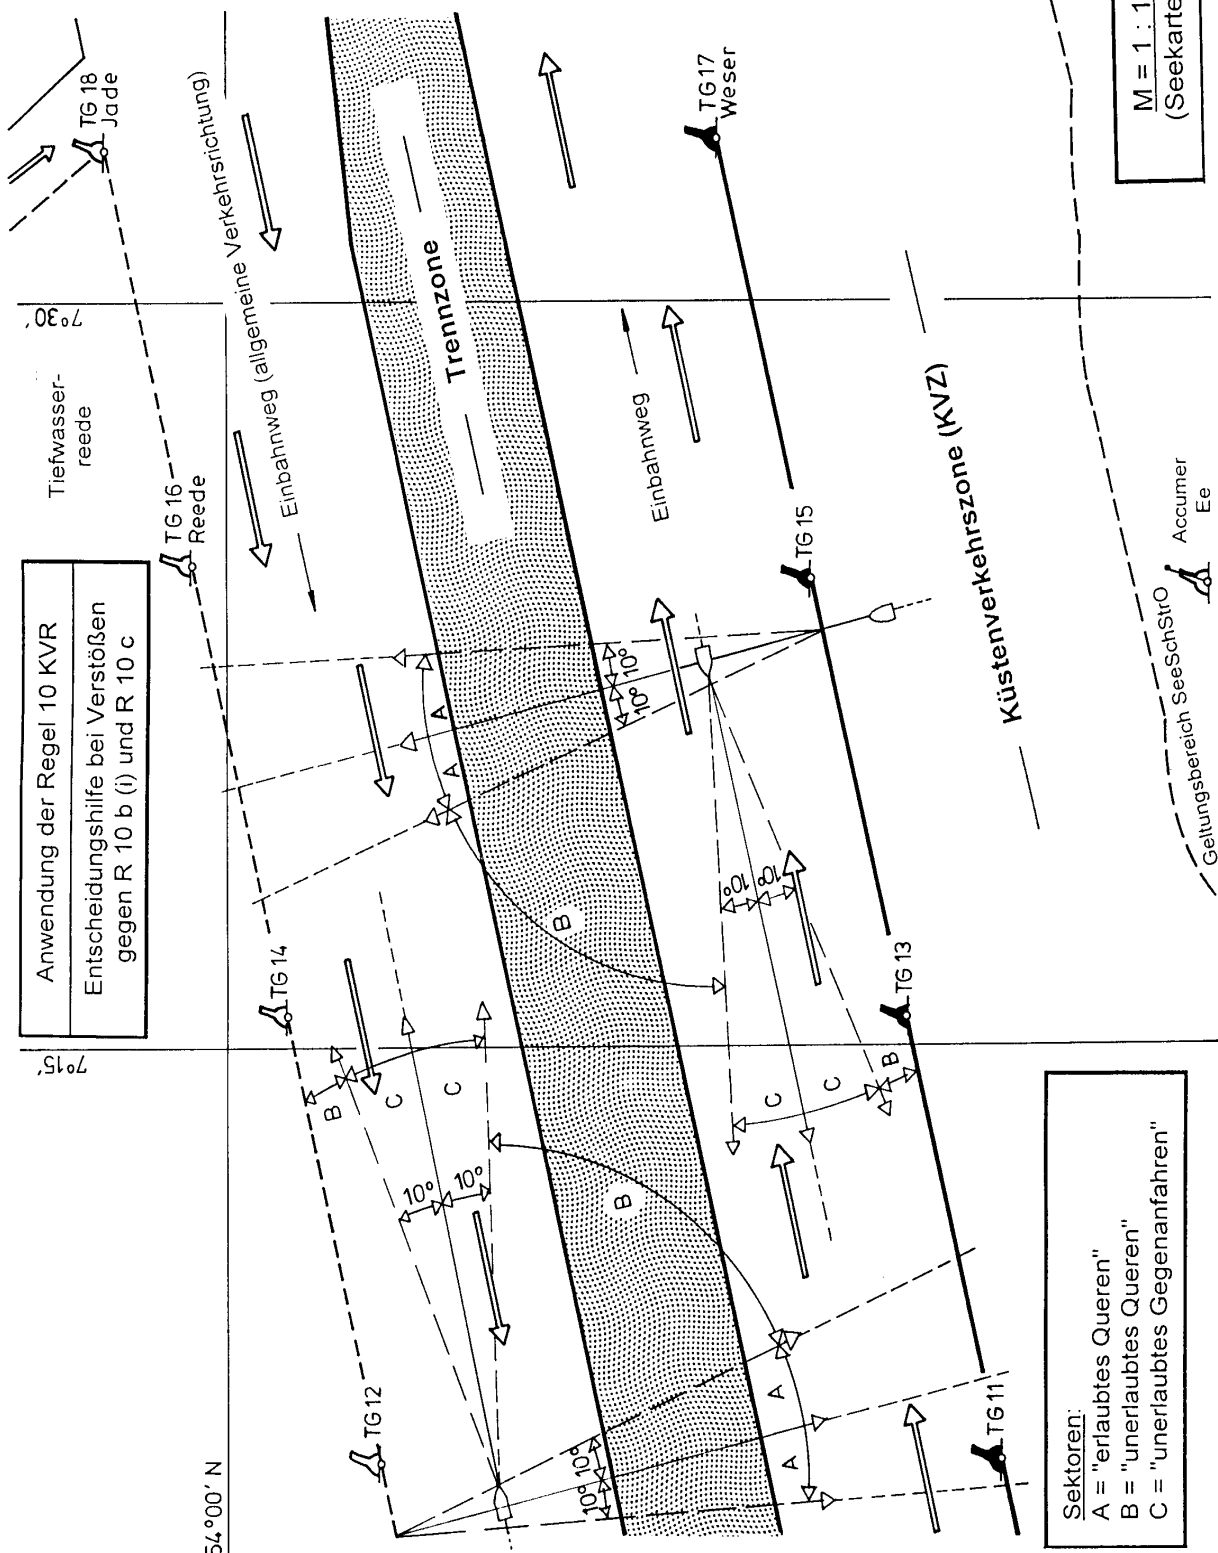 Anwendung der Regel 10 KVR
Entscheidungshilfe bei Verstößen
gegen R 10 b (i) und R 10 c
Tiefwasser-
reede
7°15'
7°30'
54°00' N
TG 12
TG 14
TG 16
Reede
TG 18
Jade
Einbahnweg (allgemeine Verkehrsrichtung)
Trennzone
Einbahnweg
TG 11
TG 13
TG 15
TG 17
Weser
B
C
C
10°
10°
B
10°
10°
A
A
A
A
B
10°
10°
10°
10°
C
C
B
Küstenverkehrszone (KVZ)
Geltungsbereich SeeSchStrO
Accumer
Ee
Sektoren:
A = "erlaubtes Queren"
B = "unerlaubtes Queren"
C = "unerlaubtes Gegenanfahren"
M = 1 : 1
(Seekarte